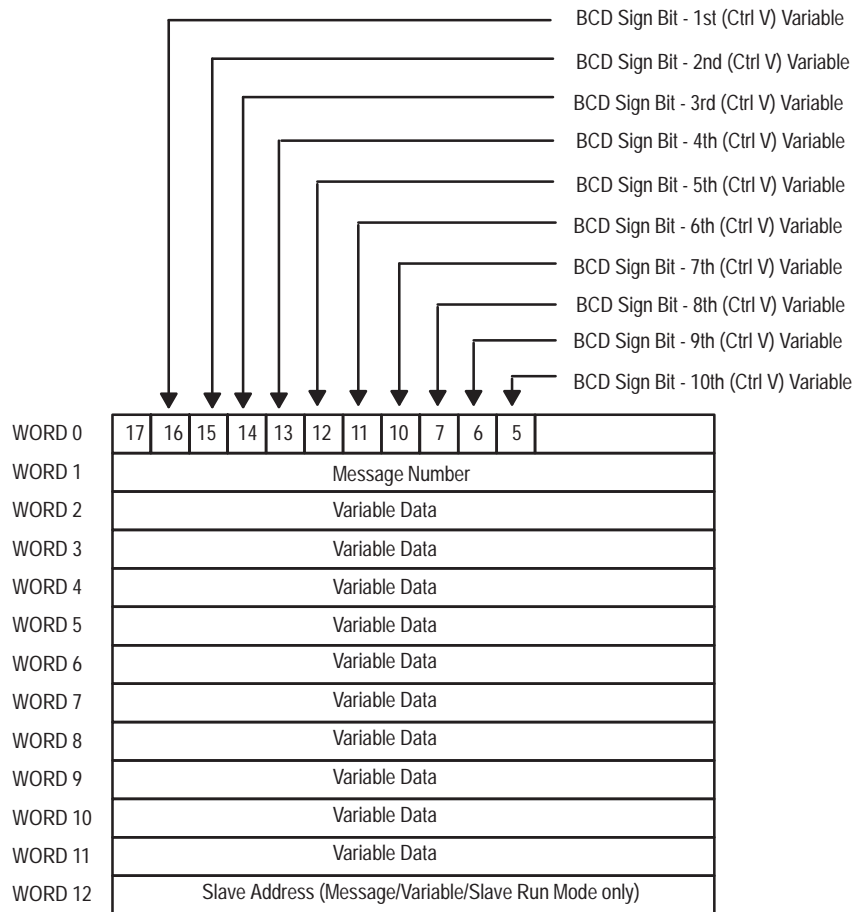 BCD Sign Bit - 1st (Ctrl V) Variable
BCD Sign Bit - 2nd (Ctrl V) Variable
BCD Sign Bit - 3rd (Ctrl V) Variable
BCD Sign Bit - 4th (Ctrl V) Variable
BCD Sign Bit - 5th (Ctrl V) Variable
BCD Sign Bit - 6th (Ctrl V) Variable
BCD Sign Bit - 7th (Ctrl V) Variable
BCD Sign Bit - 8th (Ctrl V) Variable
BCD Sign Bit - 9th (Ctrl V) Variable
BCD Sign Bit - 10th (Ctrl V) Variable
WORD 0 17 16 15 14 13 12 11 10 7 6 5
WORD 1 Message Number
WORD 2 Variable Data
WORD 3 Variable Data
WORD 4 Variable Data
WORD 5 Variable Data
WORD 6 Variable Data
WORD 7 Variable Data
WORD 8 Variable Data
WORD 9 Variable Data
WORD 10 Variable Data
WORD 11 Variable Data
WORD 12 Slave Address (Message/Variable/Slave Run Mode only)